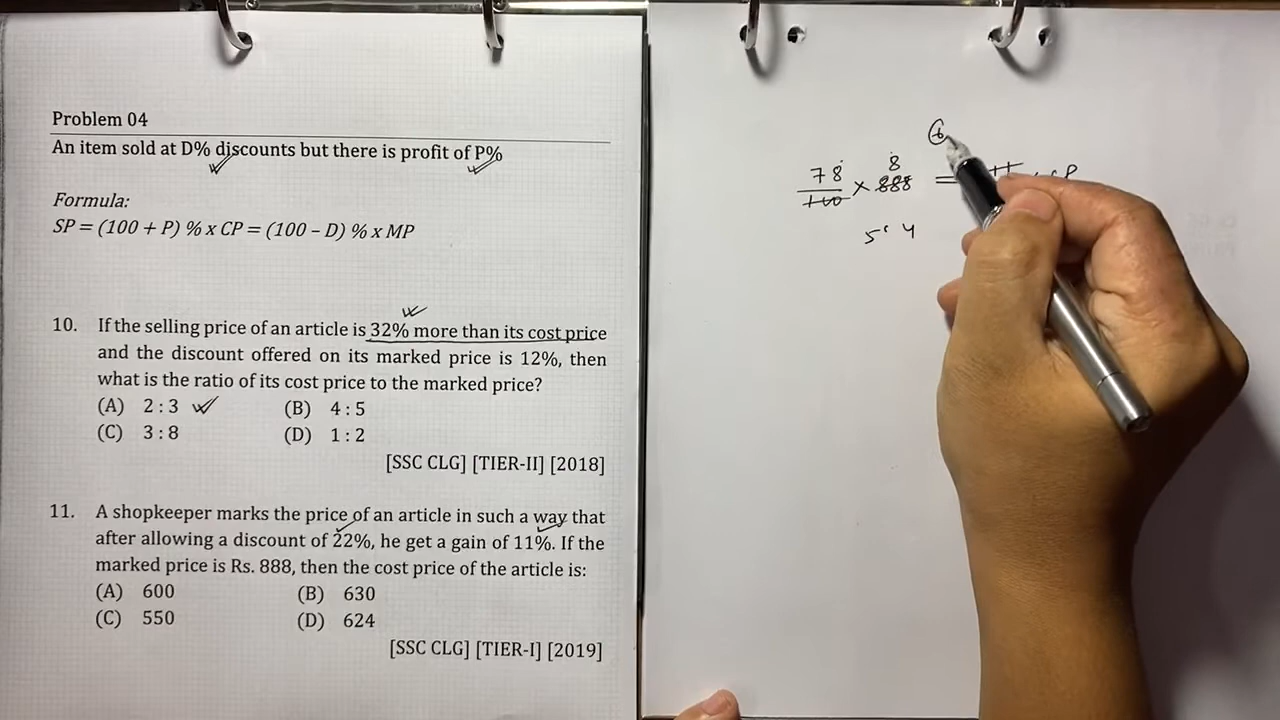 Problem 04
An item sold at D% discounts but there is profit of P%
Formula:
SP = (100 + P) % x CP = (100 – D) % x MP
10. If the selling price of an article is 32% more than its cost price
and the discount offered on its marked price is 12%, then
what is the ratio of its cost price to the marked price?
(A) 2 : 3 (B) 4 : 5
(C) 3 : 8 (D) 1 : 2
[SSC CLG] [TIER-II] [2018]
11. A shopkeeper marks the price of an article in such a way that
after allowing a discount of 22%, he get a gain of 11%. If the
marked price is Rs. 888, then the cost price of the article is:
(A) 600 (B) 630
(C) 550 (D) 624
[SSC CLG] [TIER-I] [2019]
8
78
100 x 888 =